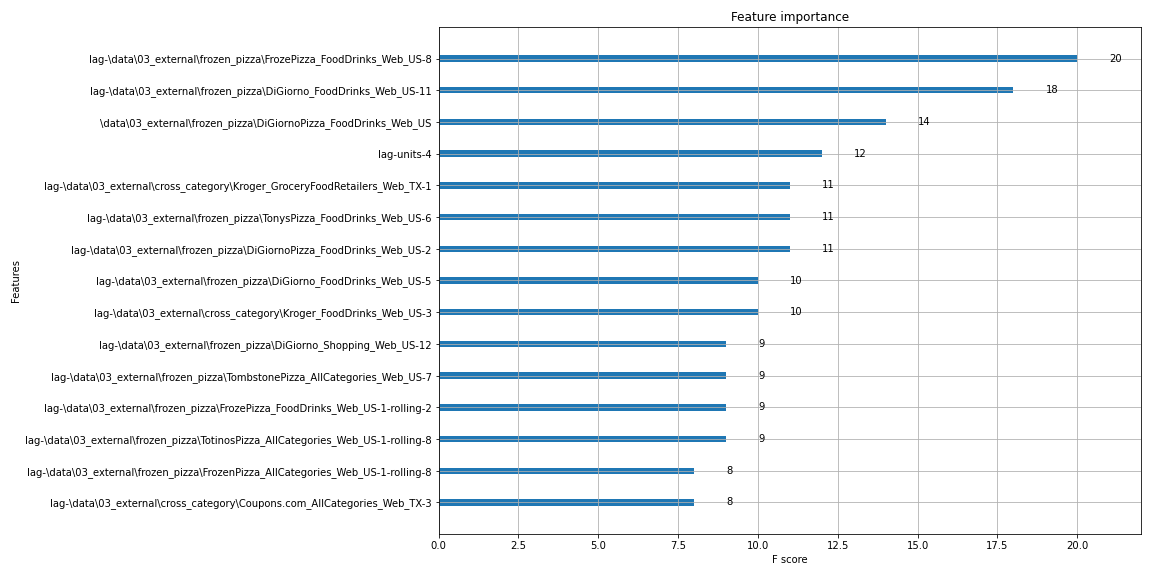 Feature importance
lag-\data\03_external\frozen_pizza\FrozePizza_FoodDrinks_Web_US-8
20
lag-\data\03_external\frozen_pizza\DiGiorno_FoodDrinks_Web_US-11
18
\data\03_external\frozen_pizza\DiGiornoPizza_FoodDrinks_Web_US
14
lag-units-4
12
lag-\data\03_external\cross_category\Kroger_GroceryFoodRetailers_Web_TX-1
11
lag-\data\03_external\frozen_pizza\TonysPizza_FoodDrinks_Web_US-6
11
lag-\data\03_external\frozen_pizza\DiGiornoPizza_FoodDrinks_Web_US-2
11
lag-\data\03_external\frozen_pizza\DiGiorno_FoodDrinks_Web_US-5
10
lag-\data\03_external\cross_category\Kroger_FoodDrinks_Web_US-3
10
lag-\data\03_external\frozen_pizza\DiGiorno_Shopping_Web_US-12
9
lag-\data\03_external\frozen_pizza\TombstonePizza_AllCategories_Web_US-7
9
lag-\data\03_external\frozen_pizza\FrozePizza_FoodDrinks_Web_US-1-rolling-2
9
lag-\data\03_external\frozen_pizza\TotinosPizza_AllCategories_Web_US-1-rolling-8
9
lag-\data\03_external\frozen_pizza\FrozenPizza_AllCategories_Web_US-1-rolling-8
8
lag-\data\03_external\cross_category\Coupons.com_AllCategories_Web_TX-3
8
Features
0.0 2.5 5.0 7.5 10.0 12.5 15.0 17.5 20.0
F score